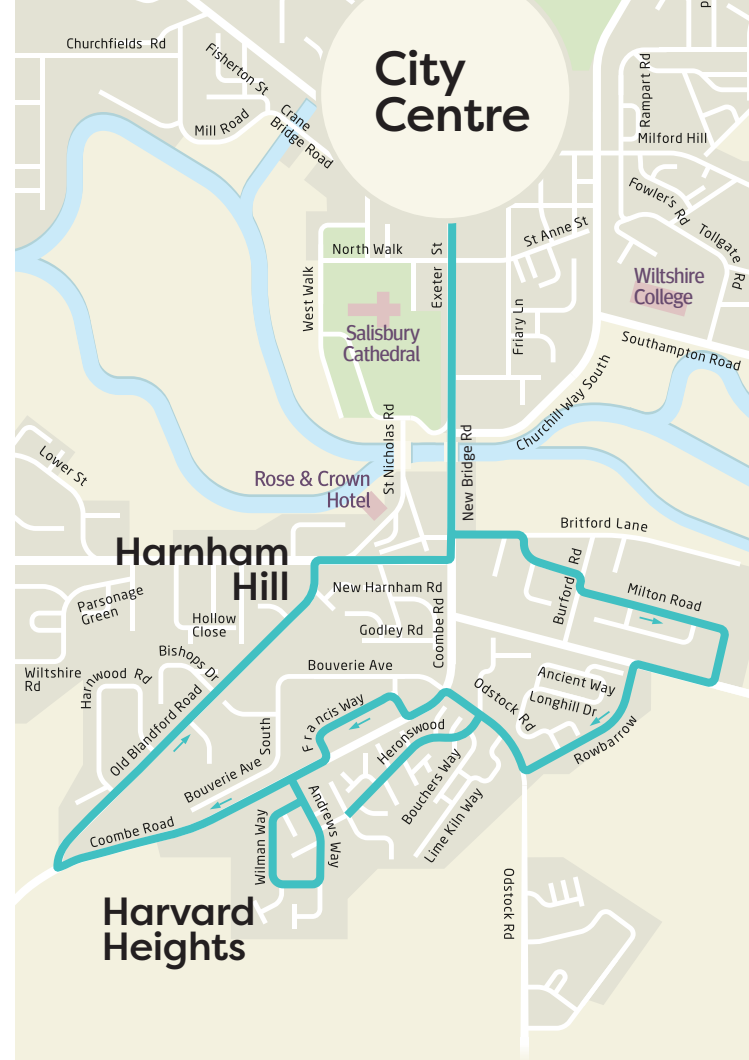 Churchfields Rd
Fisherton St
Mill Road
Crane
Bridge Road
City
Centre
Rampart Rd
Milford Hill
Fowler's Rd
Tollgate
Rd
North Walk
Exeter St
St Anne St
West Walk
Wiltshire
College
Salisbury
Cathedral
Friary Ln
Southampton Road
Churchill Way South
St Nicholas Rd
New Bridge Rd
Lower St
Rose & Crown
Hotel
Britford Lane
Harnham
Hill
Burford Rd
Milton Road
Parsonage
Green
New Harnham Rd
Hollow
Close
Godley Rd
Coombe Rd
Bishops Dr
Bouverie Ave
Wiltshire
Rd
Harnwood Rd
Ancient Way
Longhill Dr
Odstock Rd
Old Blandford Road
Francis Way
Rowbarrow
Heronswood
Bouverie Ave South
Bouchers Way
Andrews Way
Wilman Way
Lime Kiln Way
Coombe Road
Odstock Rd
Harvard
Heights